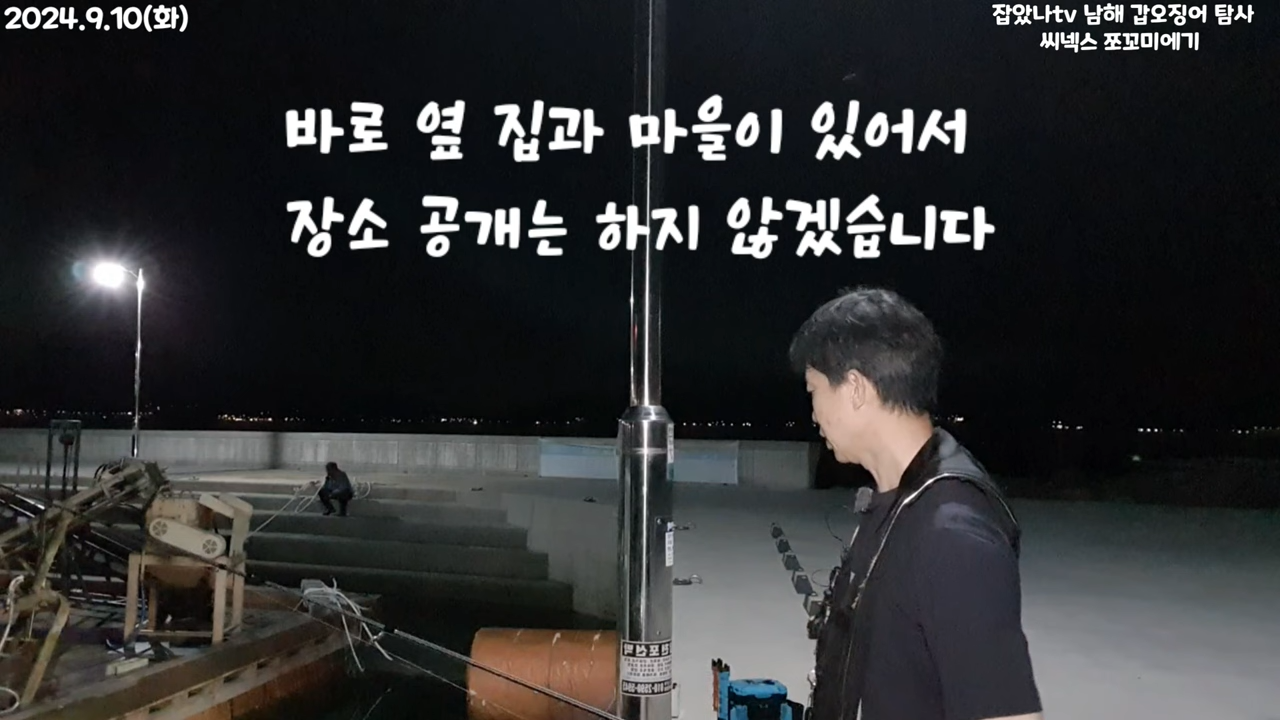 2024.9.10(화)
잡았나tv 남해 갑오징어 탐사
씨넥스 쪼꼬미에기
바로 옆 집과 마을이 있어서
장소 공개는 하지 않겠습니다